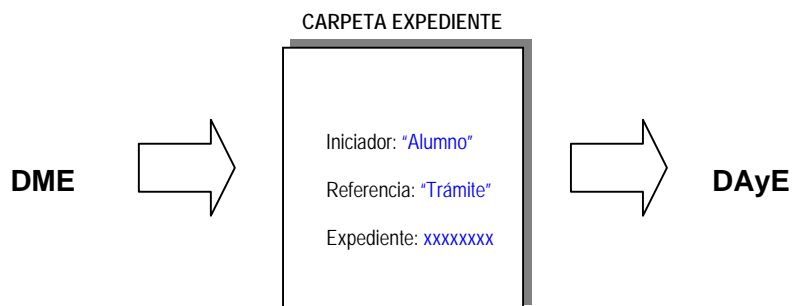 CARPETA EXPEDIENTE
Iniciador: “Alumno”
DME
Referencia: “Trámite”
DAyE
Expediente: xxxxxxxx